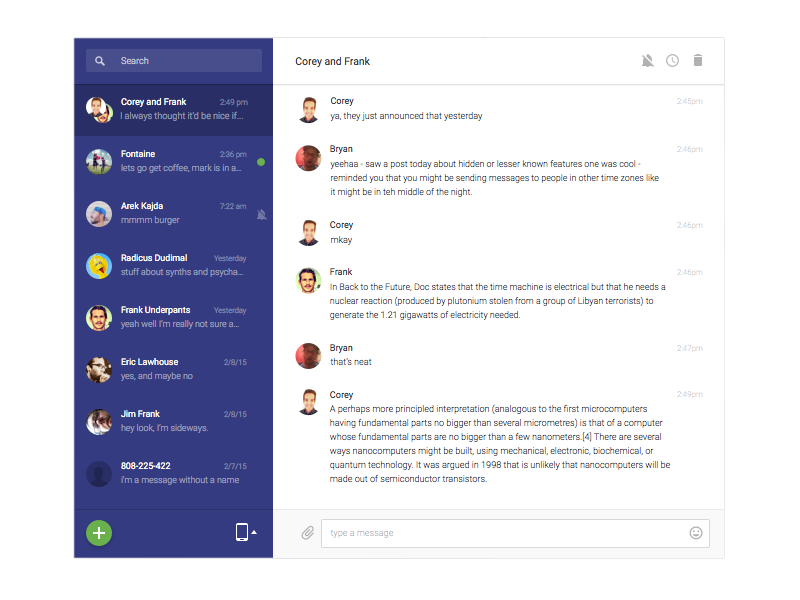 Search
Corey and Frank 2:49 pm
I always thought it'd be nice if...
Fontaine 2:36 pm
lets go get coffee, mark is in a...
Arek Kajda 7:22 am
mmmm burger
Radicus Dudimal Yesterday
stuff about synths and psycha...
Frank Underpants Yesterday
yeah well I'm really not sure a...
Eric Lawhouse 2/8/15
yes, and maybe no
Jim Frank 2/8/15
hey look, I'm sideways.
808-225-422 2/7/15
i'm a message without a name
Corey and Frank
Corey 2:45pm
ya, they just announced that yesterday
Bryan 2:46pm
yeehaa - saw a post today about hidden or lesser known features one was cool -
reminded you that you might be sending messages to people in other time zones like
it might be in teh middle of the night.
Corey 2:46pm
mkay
Frank 2:46pm
In Back to the Future, Doc states that the time machine is electrical but that he needs a
nuclear reaction (produced by plutonium stolen from a group of Libyan terrorists) to
generate the 1.21 gigawatts of electricity needed.
Bryan 2:47pm
that's neat
Corey 2:49pm
A perhaps more principled interpretation (analogous to the first microcomputers
having fundamental parts no bigger than several micrometres) is that of a computer
whose fundamental parts are no bigger than a few nanometers.[4] There are several
ways nanocomputers might be built, using mechanical, electronic, biochemical, or
quantum technology. It was argued in 1998 that is unlikely that nanocomputers will be
made out of semiconductor transistors.
type a message